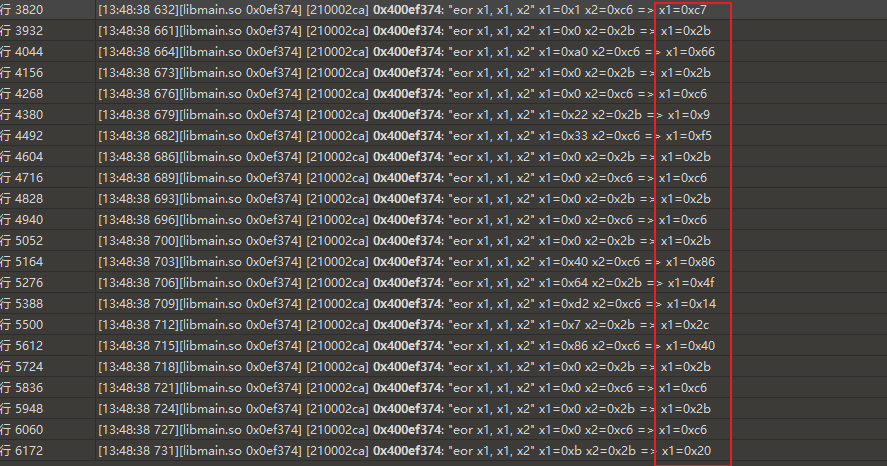 行 3820 [13:48:38 632][libmain.so 0x0ef374] [210002ca] 0x400ef374: "eor x1, x1, x2" x1=0x1 x2=0xc6 => x1=0xc7
行 3932 [13:48:38 661][libmain.so 0x0ef374] [210002ca] 0x400ef374: "eor x1, x1, x2" x1=0x0 x2=0x2b => x1=0x2b
行 4044 [13:48:38 664][libmain.so 0x0ef374] [210002ca] 0x400ef374: "eor x1, x1, x2" x1=0xa0 x2=0xc6 => x1=0x66
行 4156 [13:48:38 673][libmain.so 0x0ef374] [210002ca] 0x400ef374: "eor x1, x1, x2" x1=0x0 x2=0x2b => x1=0x2b
行 4268 [13:48:38 676][libmain.so 0x0ef374] [210002ca] 0x400ef374: "eor x1, x1, x2" x1=0x0 x2=0xc6 => x1=0xc6
行 4380 [13:48:38 679][libmain.so 0x0ef374] [210002ca] 0x400ef374: "eor x1, x1, x2" x1=0x22 x2=0x2b => x1=0x9
行 4492 [13:48:38 682][libmain.so 0x0ef374] [210002ca] 0x400ef374: "eor x1, x1, x2" x1=0x33 x2=0xc6 => x1=0xf5
行 4604 [13:48:38 686][libmain.so 0x0ef374] [210002ca] 0x400ef374: "eor x1, x1, x2" x1=0x0 x2=0x2b => x1=0x2b
行 4716 [13:48:38 689][libmain.so 0x0ef374] [210002ca] 0x400ef374: "eor x1, x1, x2" x1=0x0 x2=0xc6 => x1=0xc6
行 4828 [13:48:38 693][libmain.so 0x0ef374] [210002ca] 0x400ef374: "eor x1, x1, x2" x1=0x0 x2=0x2b => x1=0x2b
行 4940 [13:48:38 696][libmain.so 0x0ef374] [210002ca] 0x400ef374: "eor x1, x1, x2" x1=0x0 x2=0xc6 => x1=0xc6
行 5052 [13:48:38 700][libmain.so 0x0ef374] [210002ca] 0x400ef374: "eor x1, x1, x2" x1=0x0 x2=0x2b => x1=0x2b
行 5164 [13:48:38 703][libmain.so 0x0ef374] [210002ca] 0x400ef374: "eor x1, x1, x2" x1=0x40 x2=0xc6 => x1=0x86
行 5276 [13:48:38 706][libmain.so 0x0ef374] [210002ca] 0x400ef374: "eor x1, x1, x2" x1=0x64 x2=0x2b => x1=0x4f
行 5388 [13:48:38 709][libmain.so 0x0ef374] [210002ca] 0x400ef374: "eor x1, x1, x2" x1=0xd2 x2=0xc6 => x1=0x14
行 5500 [13:48:38 712][libmain.so 0x0ef374] [210002ca] 0x400ef374: "eor x1, x1, x2" x1=0x7 x2=0x2b => x1=0x2c
行 5612 [13:48:38 715][libmain.so 0x0ef374] [210002ca] 0x400ef374: "eor x1, x1, x2" x1=0x86 x2=0xc6 => x1=0x40
行 5724 [13:48:38 718][libmain.so 0x0ef374] [210002ca] 0x400ef374: "eor x1, x1, x2" x1=0x0 x2=0x2b => x1=0x2b
行 5836 [13:48:38 721][libmain.so 0x0ef374] [210002ca] 0x400ef374: "eor x1, x1, x2" x1=0x0 x2=0xc6 => x1=0xc6
行 5948 [13:48:38 724][libmain.so 0x0ef374] [210002ca] 0x400ef374: "eor x1, x1, x2" x1=0x0 x2=0x2b => x1=0x2b
行 6060 [13:48:38 727][libmain.so 0x0ef374] [210002ca] 0x400ef374: "eor x1, x1, x2" x1=0x0 x2=0xc6 => x1=0xc6
行 6172 [13:48:38 731][libmain.so 0x0ef374] [210002ca] 0x400ef374: "eor x1, x1, x2" x1=0xb x2=0x2b => x1=0x20